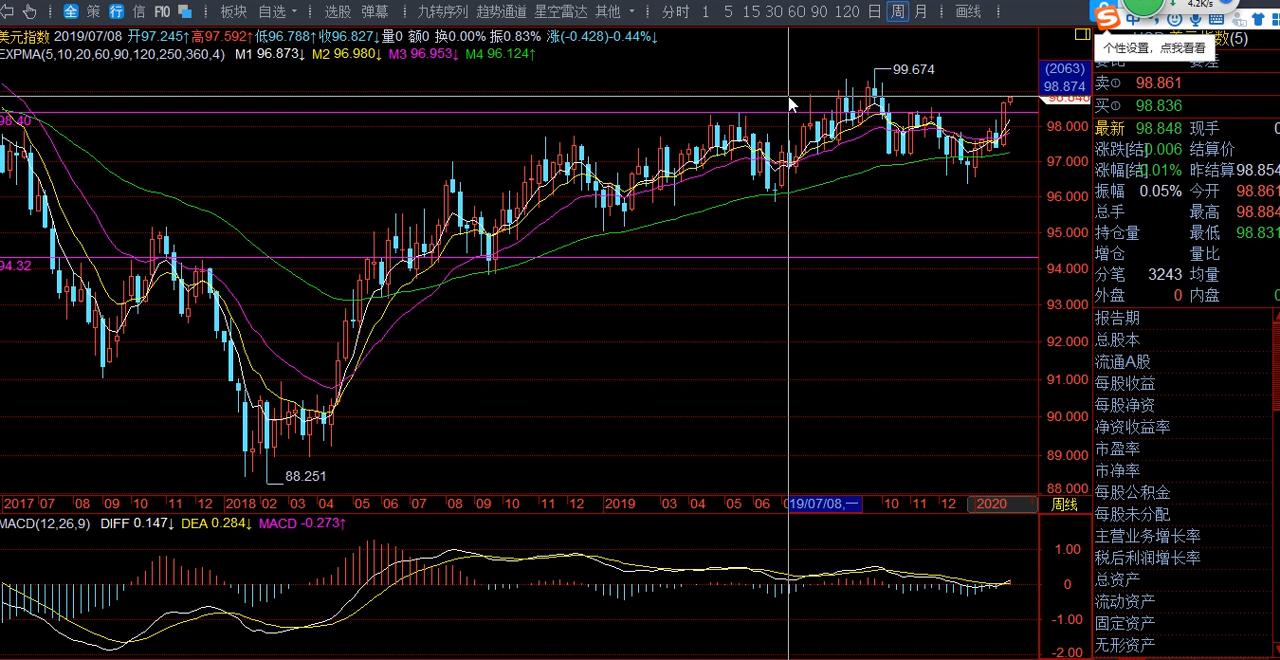 全 策 行 信 F10 板块 自选 选股 弹幕 九转序列 趋势通道 星空雷达 其他 分时 1 5 15 30 60 90 120 日 周 月 画线
4.2K/s
中
个性设置，点我看看
(5)
美元指数 2019/07/08 开97.245↑ 高97.592↑ 低96.788↑ 收96.827↓ 量0 额0 换0.00% 振0.83% 涨(-0.428)-0.44%↓
EXPMA(5,10,20,60,90,120,250,360,4) M1 96.873↓ M2 96.980↓ M3 96.953↓ M4 96.124↑
99.674
(2063)
98.874
98.40
98.000
97.000
96.000
95.000
94.32
94.000
93.000
92.000
91.000
90.000
89.000
88.251
88.000
2017 07 08 09 10 11 12 2018 02 03 04 05 06 07 08 09 10 11 12 2019 03 04 05 06 19/07/08,一 10 11 12 2020 周线
MACD(12,26,9) DIFF 0.147↓ DEA 0.284↓ MACD -0.273↑
1.00
0
-1.00
-2.00
卖① 98.861
买① 98.836
最新 98.848 现手
涨跌[结]0.006 结算价
涨幅[结]0.01% 昨结算98.854
振幅 0.05% 今开 98.861
总手 最高 98.884
持仓量 最低 98.831
增仓 量比
分笔 3243 均量
外盘 0 内盘
报告期
总股本
流通A股
每股收益
每股净资
净资收益率
市盈率
市净率
每股公积金
每股未分配
主营业务增长率
税后利润增长率
总资产
流动资产
固定资产
无形资产